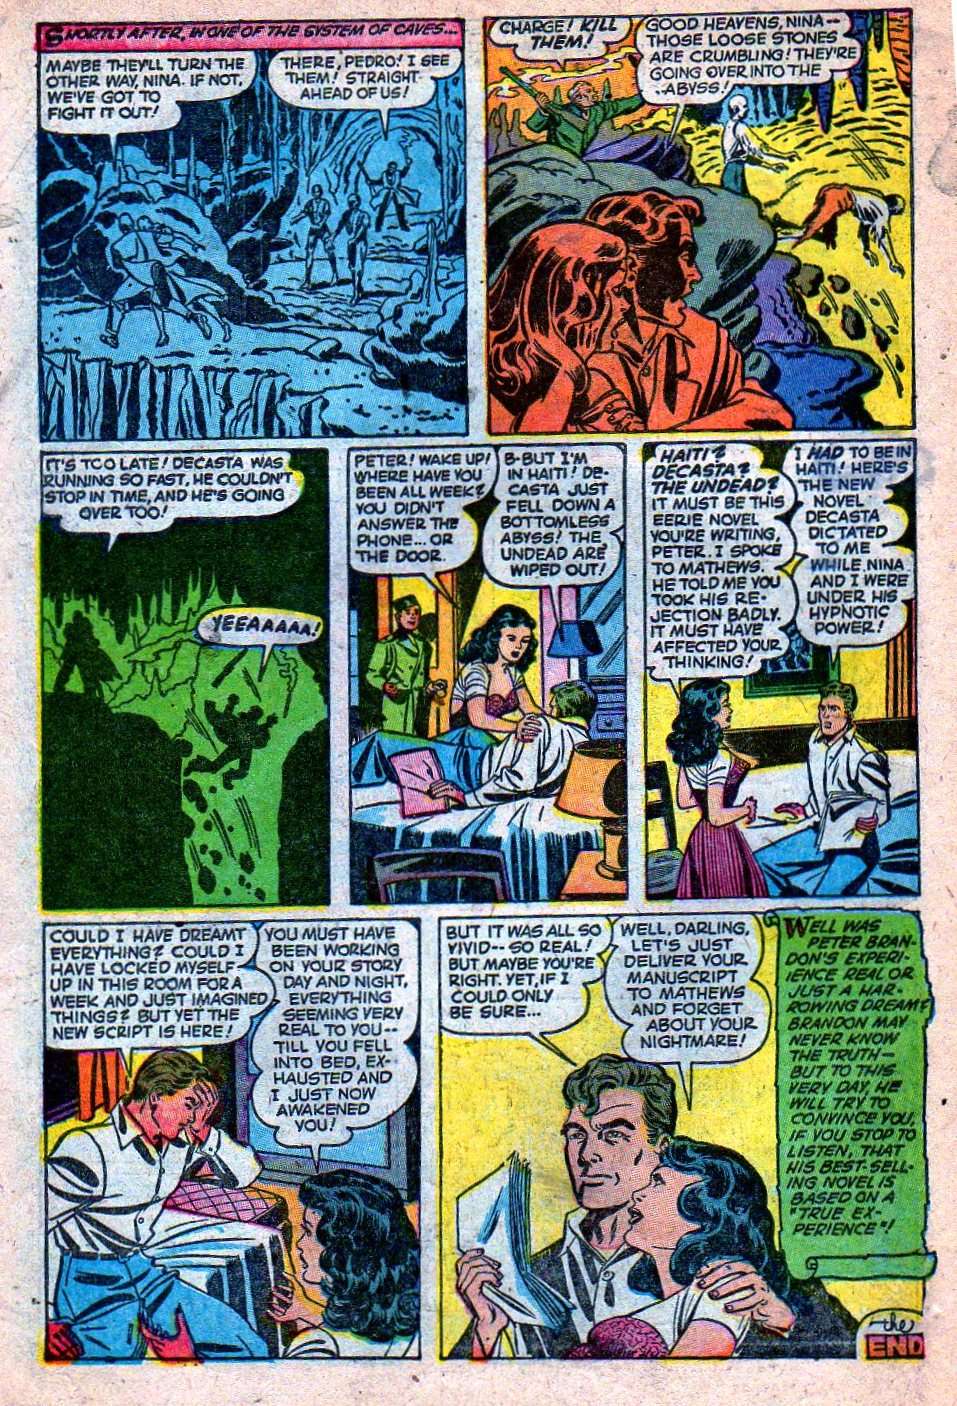 SHORTLY AFTER, IN ONE OF THE SYSTEM OF CAVES...
MAYBE THEY'LL TURN THE
OTHER WAY, NINA. IF NOT,
WE'VE GOT TO
FIGHT IT OUT!
THERE, PEDRO! I SEE
THEM! STRAIGHT
AHEAD OF US!
CHARGE! KILL
THEM!
GOOD HEAVENS, NINA--
THOSE LOOSE STONES
ARE CRUMBLING! THEY'RE
GOING OVER INTO THE
ABYSS!
IT'S TOO LATE! DECASTA WAS
RUNNING SO FAST, HE COULDN'T
STOP IN TIME, AND HE'S GOING
OVER TOO!
YEEAAAAA!
PETER! WAKE UP!
WHERE HAVE YOU
BEEN ALL WEEK?
YOU DIDN'T
ANSWER THE
PHONE... OR
THE DOOR.
B-BUT I'M
IN HAITI! DE-
CASTA JUST
FELL DOWN A
BOTTOMLESS
ABYSS! THE
UNDEAD ARE
WIPED OUT!
HAITI?
DECASTA?
THE UNDEAD?
IT MUST BE THIS
EERIE NOVEL
YOU'RE WRITING,
PETER. I SPOKE
TO MATHEWS.
HE TOLD ME YOU
TOOK HIS RE-
JECTION BADLY.
IT MUST HAVE
AFFECTED YOUR
THINKING!
I HAD TO BE IN
HAITI! HERE'S
THE NEW
NOVEL
DECASTA
DICTATED
TO ME
WHILE NINA
AND I WERE
UNDER HIS
HYPNOTIC
POWER!
COULD I HAVE DREAMT
EVERYTHING? COULD I
HAVE LOCKED MYSELF
UP IN THIS ROOM FOR A
WEEK AND JUST IMAGINED
THINGS? BUT YET THE
NEW SCRIPT IS HERE!
YOU MUST HAVE
BEEN WORKING
ON YOUR STORY
DAY AND NIGHT,
EVERYTHING
SEEMING VERY
REAL TO YOU--
TILL YOU FELL
INTO BED, EX-
HAUSTED AND
I JUST NOW
AWAKENED
YOU!
BUT IT WAS ALL SO
VIVID-- SO REAL!
BUT MAYBE YOU'RE
RIGHT. YET, IF I
COULD ONLY
BE SURE...
WELL, DARLING,
LET'S JUST
DELIVER YOUR
MANUSCRIPT
TO MATHEWS
AND FORGET
ABOUT YOUR
NIGHTMARE!
WELL WAS
PETER BRAN-
DON'S EXPERI-
ENCE REAL OR
JUST A HAR-
ROWING DREAM?
BRANDON MAY
NEVER KNOW
THE TRUTH--
BUT TO THIS
VERY DAY, HE
WILL TRY TO
CONVINCE YOU,
IF YOU STOP TO
LISTEN, THAT
HIS BEST-SELL-
ING NOVEL IS
BASED ON A
"TRUE EX-
PERIENCE"!
the
END